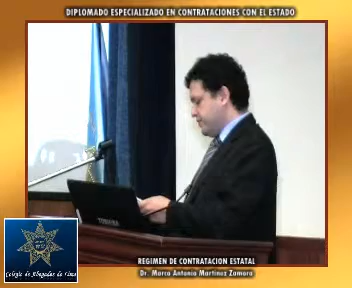 DIPLOMADO ESPECIALIZADO EN CONTRATACIONES CON EL ESTADO
TOSHIBA
REGIMEN DE CONTRATACION ESTATAL
Dr. Marco Antonio Martinez Zamora
Colegio de Abogados de Lima